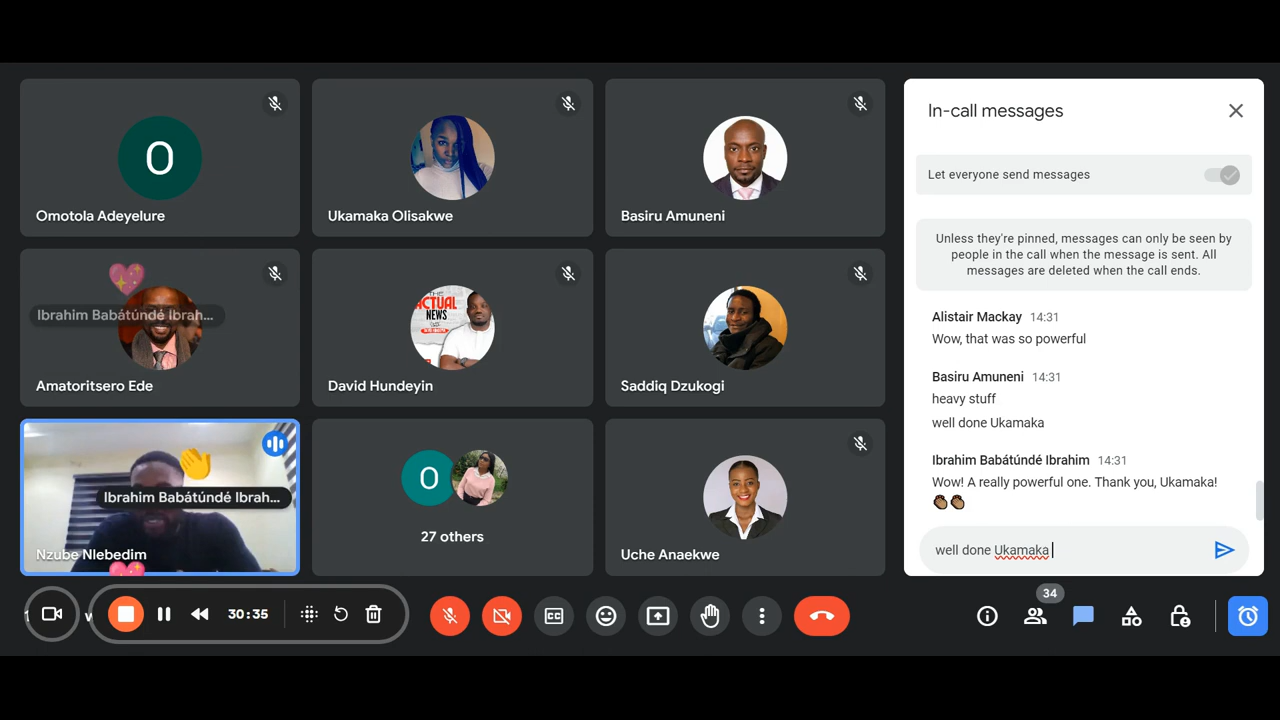 O
Omotola Adeyelure
Ukamaka Olisakwe
Basiru Amuneni
Ibrahim Babátúndé Ibrah...
Amatoritsero Ede
ACTUAL
NEWS
David Hundeyin
Saddiq Dzukogi
Ibrahim Babátúndé Ibrah...
Nzube Nlebedim
O
27 others
Uche Anaekwe
30:35
34
In-call messages
Let everyone send messages
Unless they're pinned, messages can only be seen by
people in the call when the message is sent. All
messages are deleted when the call ends.
Alistair Mackay 14:31
Wow, that was so powerful
Basiru Amuneni 14:31
heavy stuff
well done Ukamaka
Ibrahim Babátúndé Ibrahim 14:31
Wow! A really powerful one. Thank you, Ukamaka!
👏🏾👏🏾
well done Ukamaka